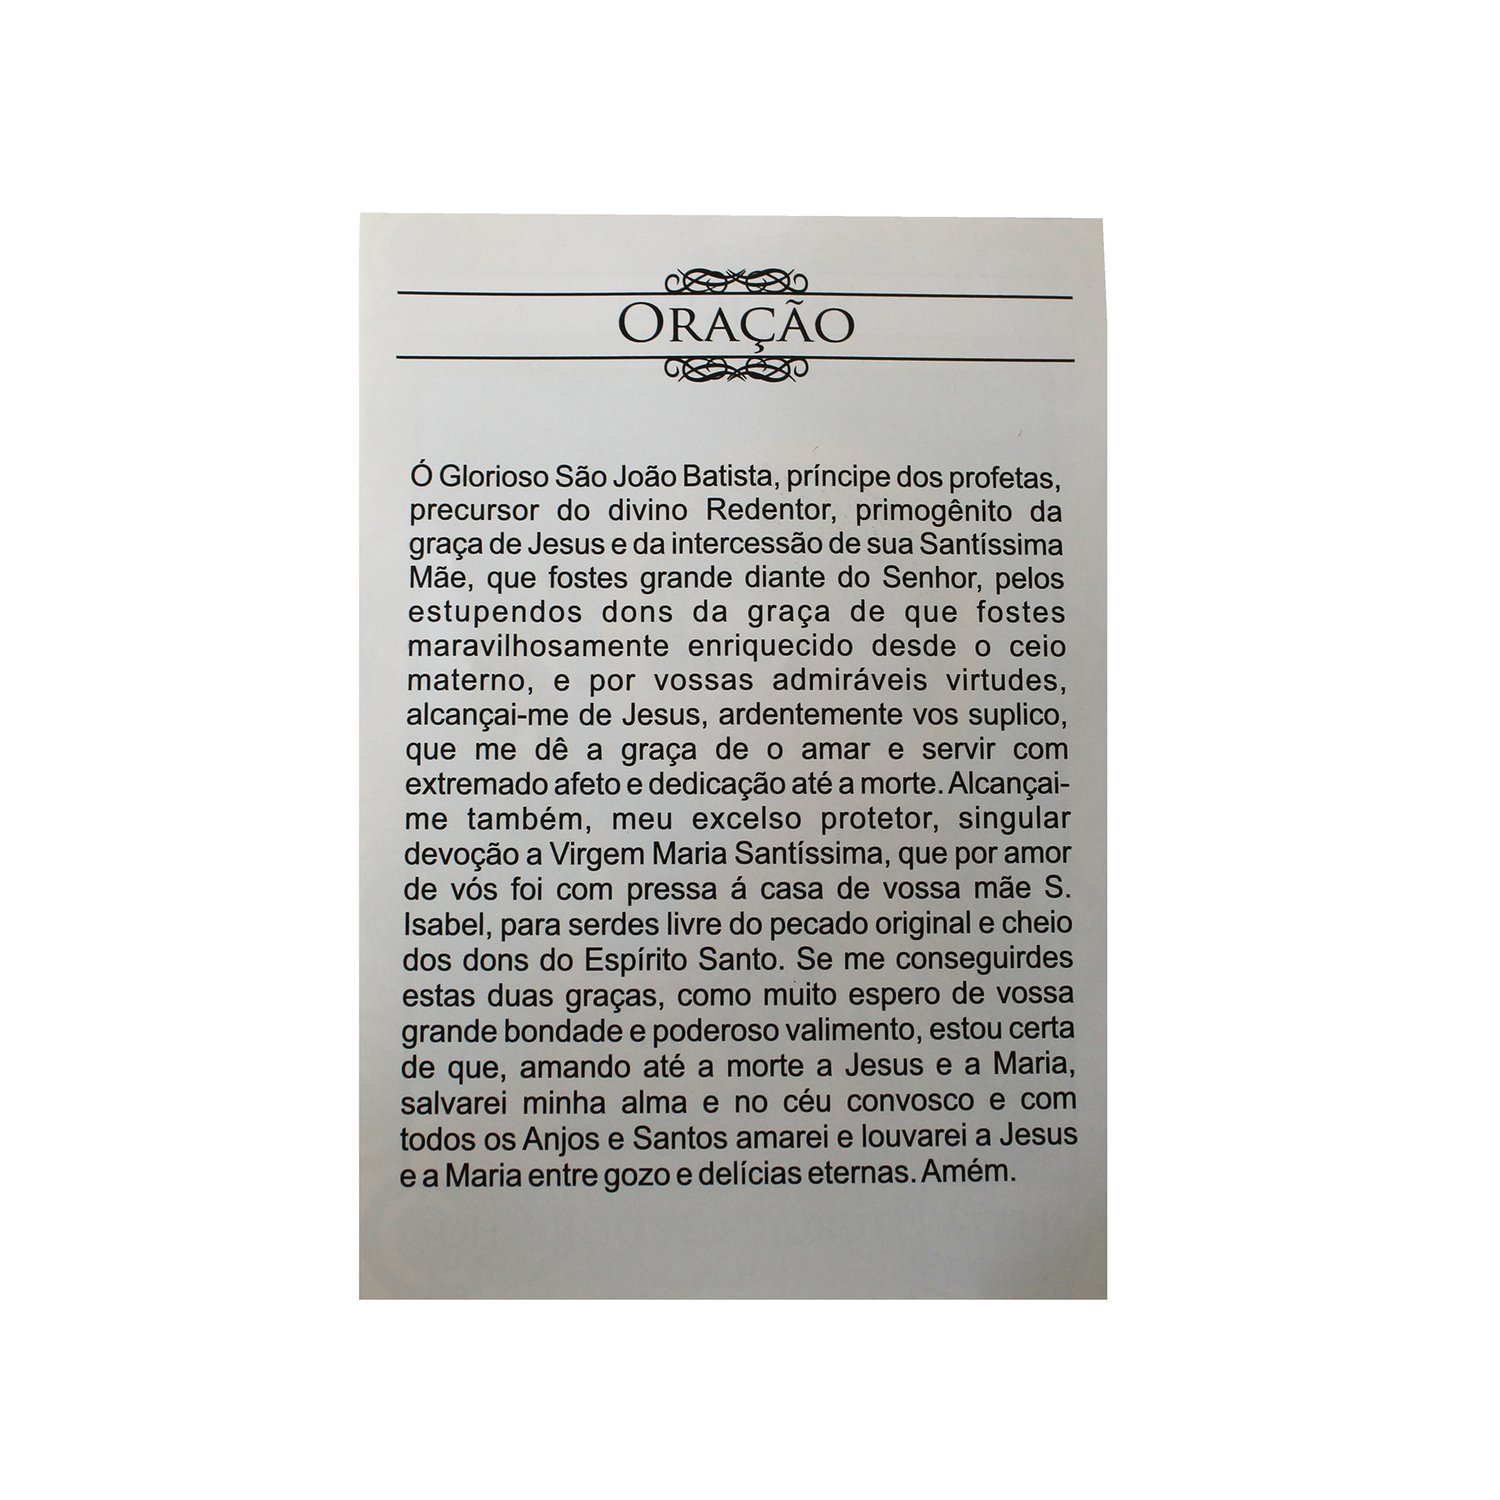 ORAÇÃO
Ó Glorioso São João Batista, príncipe dos profetas,
precursor do divino Redentor, primogênito da
graça de Jesus e da intercessão de sua Santíssima
Mãe, que fostes grande diante do Senhor, pelos
estupendos dons da graça de que fostes
maravilhosamente enriquecido desde o ceio
materno, e por vossas admiráveis virtudes,
alcançai-me de Jesus, ardentemente vos suplico,
que me dê a graça de o amar e servir com
extremado afeto e dedicação até a morte. Alcançai-
me também, meu excelso protetor, singular
devoção a Virgem Maria Santíssima, que por amor
de vós foi com pressa á casa de vossa mãe S.
Isabel, para serdes livre do pecado original e cheio
dos dons do Espírito Santo. Se me conseguirdes
estas duas graças, como muito espero de vossa
grande bondade e poderoso valimento, estou certa
de que, amando até a morte a Jesus e a Maria,
salvarei minha alma e no céu convosco e com
todos os Anjos e Santos amarei e louvarei a Jesus
e a Maria entre gozo e delícias eternas. Amém.